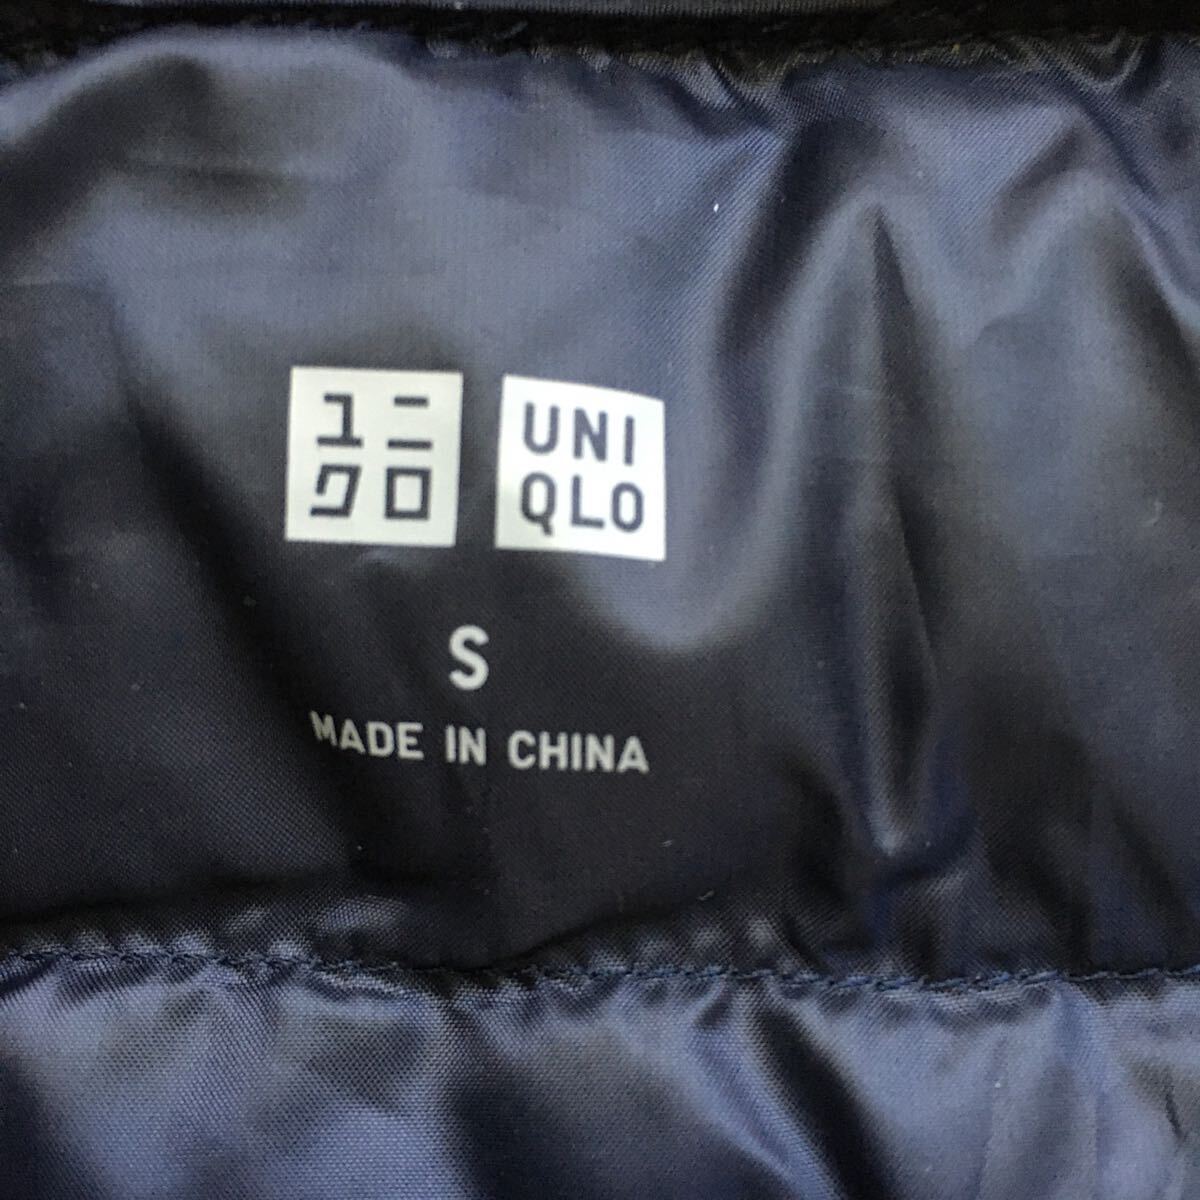 ユニ
クロ
UNI
QLO
S
MADE IN CHINA